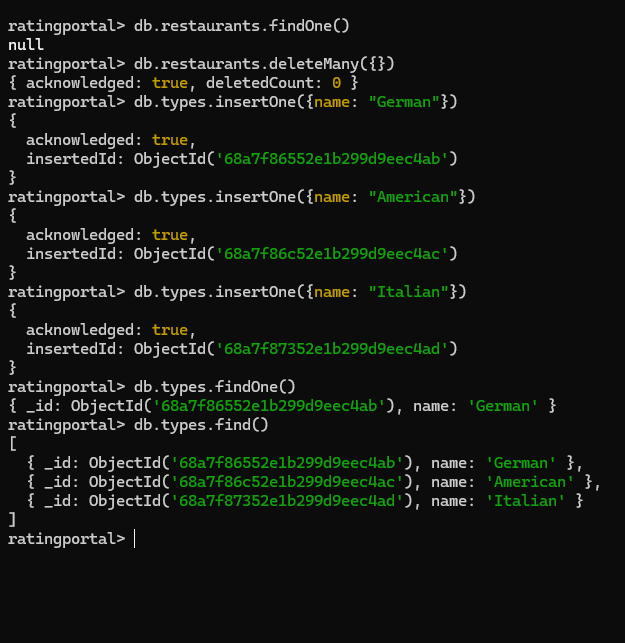 ratingportal> db.restaurants.findOne()
null
ratingportal> db.restaurants.deleteMany({})
{ acknowledged: true, deletedCount: 0 }
ratingportal> db.types.insertOne({name: "German"})
{
  acknowledged: true,
  insertedId: ObjectId('68a7f86552e1b299d9eec4ab')
}
ratingportal> db.types.insertOne({name: "American"})
{
  acknowledged: true,
  insertedId: ObjectId('68a7f86c52e1b299d9eec4ac')
}
ratingportal> db.types.insertOne({name: "Italian"})
{
  acknowledged: true,
  insertedId: ObjectId('68a7f87352e1b299d9eec4ad')
}
ratingportal> db.types.findOne()
{ _id: ObjectId('68a7f86552e1b299d9eec4ab'), name: 'German' }
ratingportal> db.types.find()
[
  { _id: ObjectId('68a7f86552e1b299d9eec4ab'), name: 'German' },
  { _id: ObjectId('68a7f86c52e1b299d9eec4ac'), name: 'American' },
  { _id: ObjectId('68a7f87352e1b299d9eec4ad'), name: 'Italian' }
]
ratingportal>